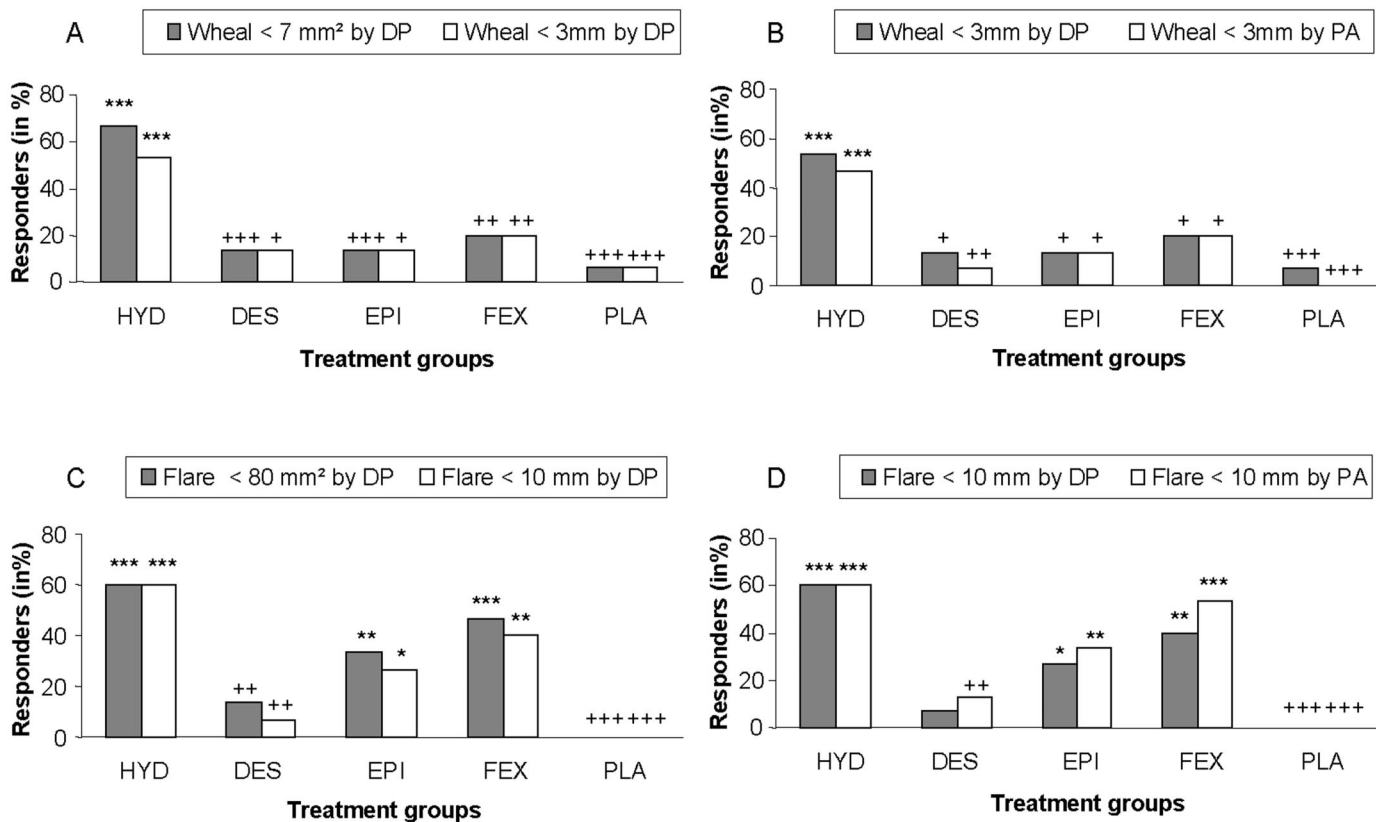 A
Wheal < 7 mm² by DP Wheal < 3mm by DP
Responders (in %)
80
60
40
20
0
*** ***
+++ +
+++ +
++ ++
+++ +++
HYD DES EPI FEX PLA
Treatment groups
B
Wheal < 3mm by DP Wheal < 3mm by PA
Responders (in%)
80
60
40
20
0
*** ***
+ ++
+ +
+ +
+++ +++
HYD DES EPI FEX PLA
Treatment groups
C
Flare < 80 mm² by DP Flare < 10 mm by DP
Responders (in%)
80
60
40
20
0
*** ***
++ ++
** *
*** **
+++ +++
HYD DES EPI FEX PLA
Treatment groups
D
Flare < 10 mm by DP Flare < 10 mm by PA
Responders (in%)
80
60
40
20
0
*** ***
++
* **
** ***
+++ +++
HYD DES EPI FEX PLA
Treatment groups